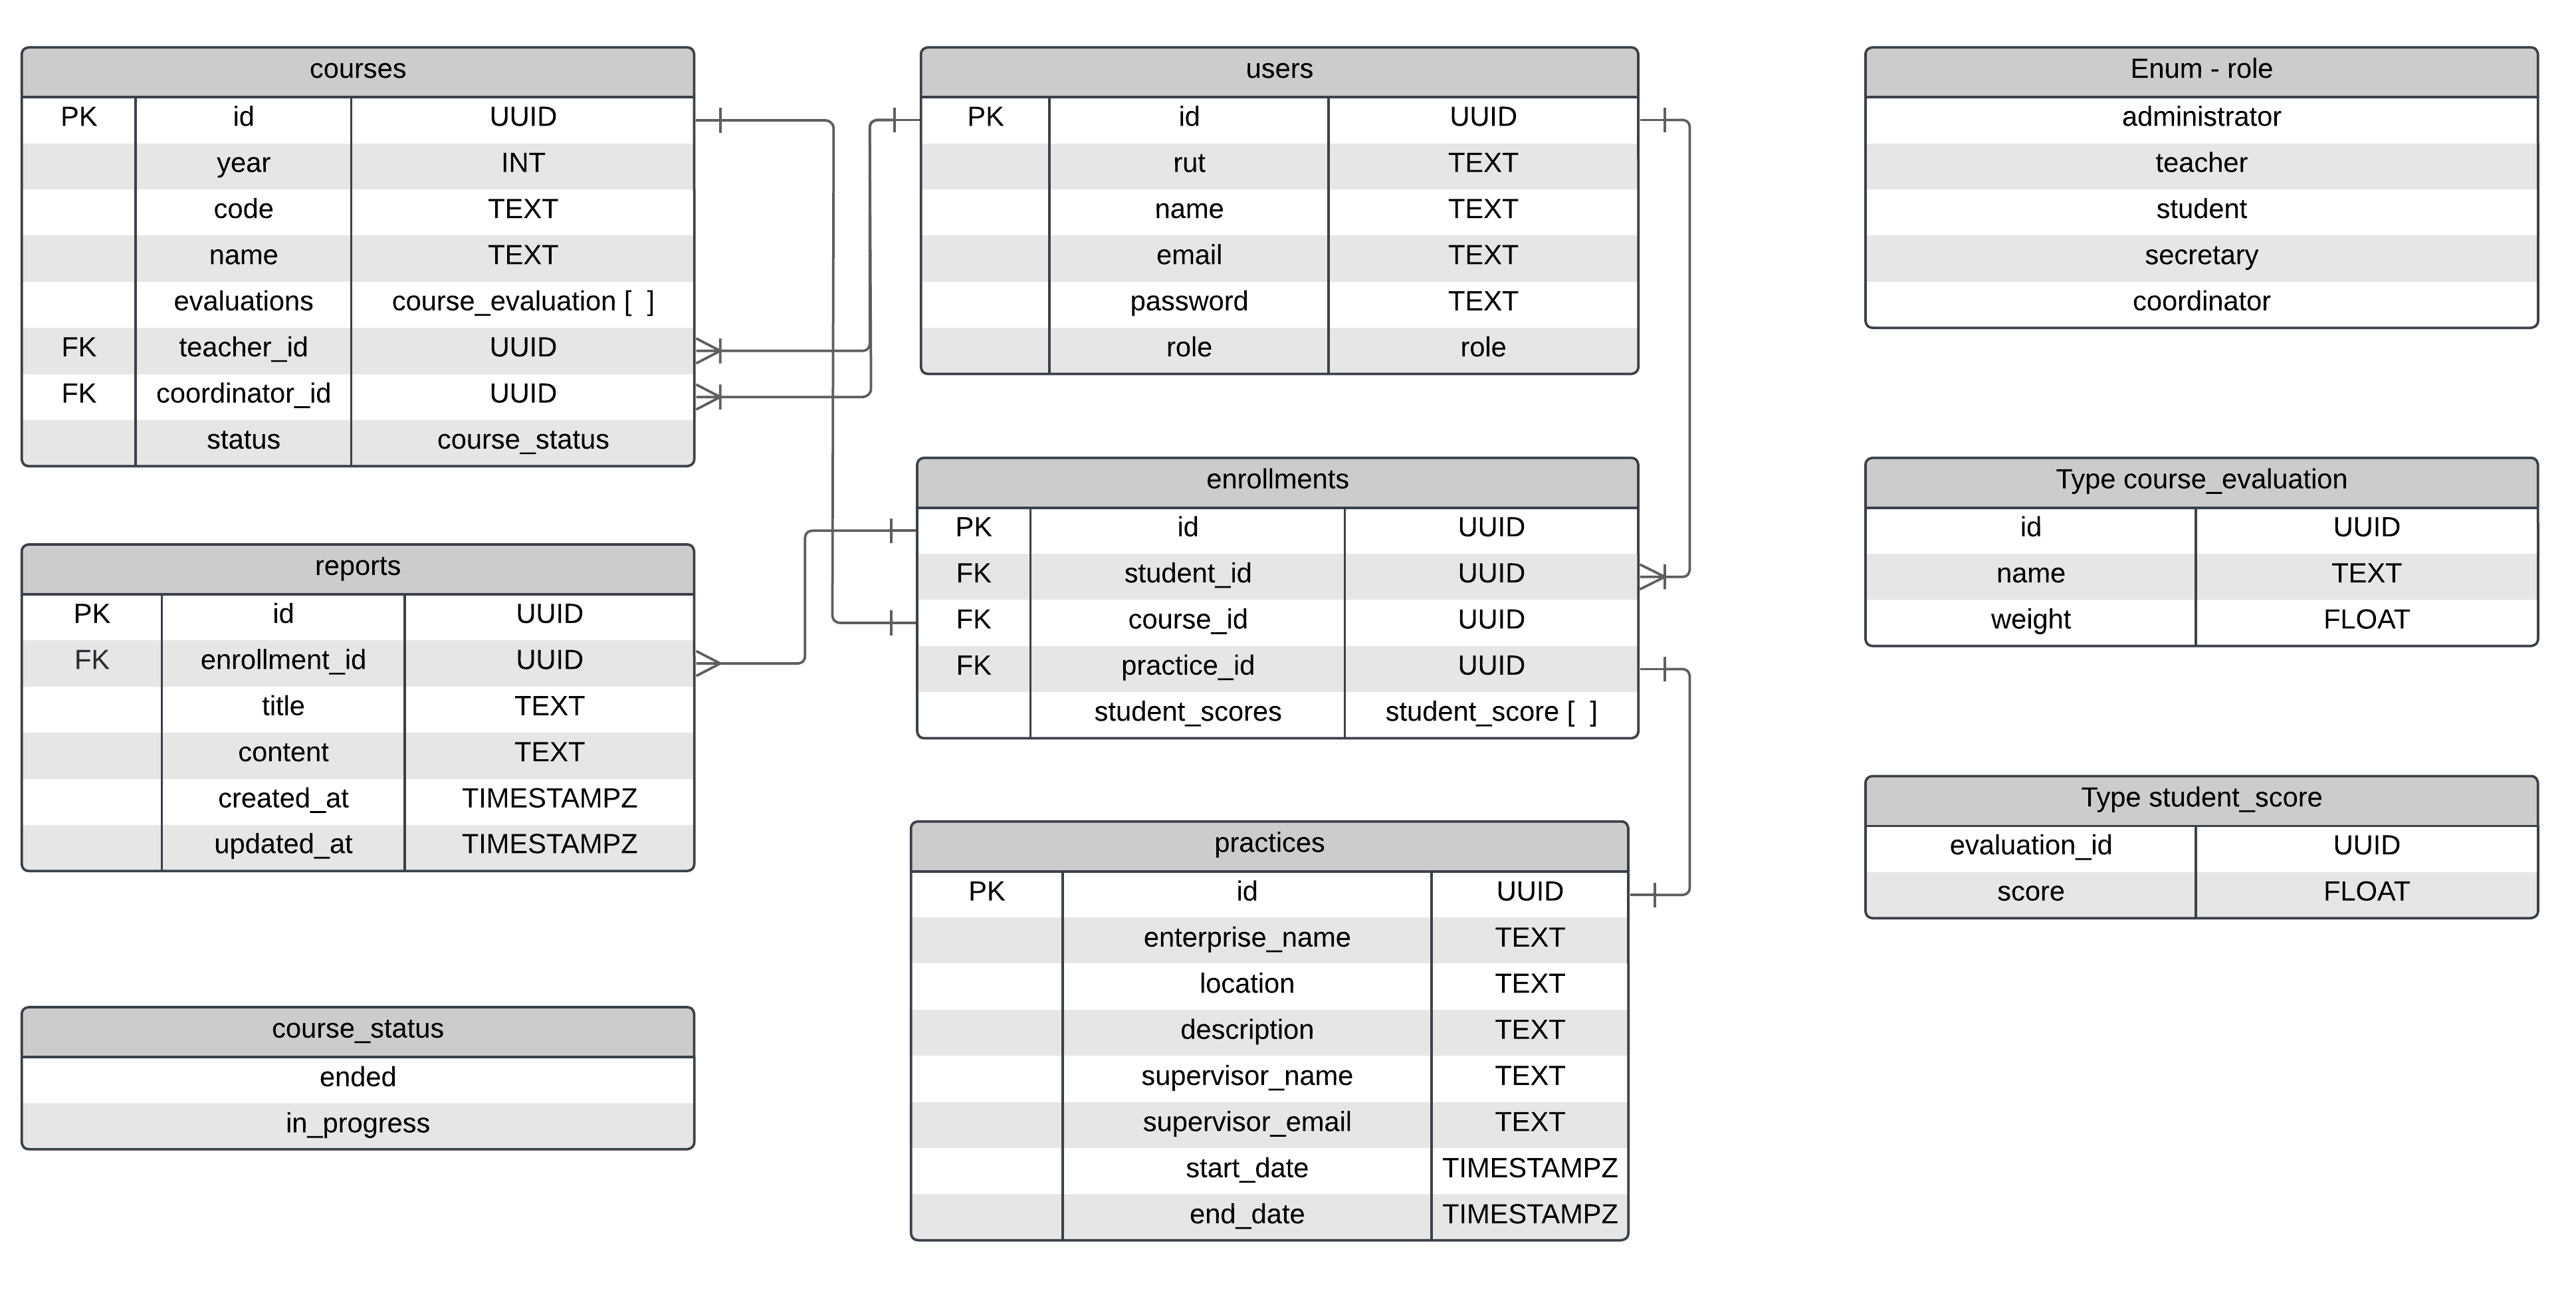 courses
PK id UUID
year INT
code TEXT
name TEXT
evaluations course_evaluation [ ]
FK teacher_id UUID
FK coordinator_id UUID
status course_status
reports
PK id UUID
FK enrollment_id UUID
title TEXT
content TEXT
created_at TIMESTAMPZ
updated_at TIMESTAMPZ
course_status
ended
in_progress
users
PK id UUID
rut TEXT
name TEXT
email TEXT
password TEXT
role role
enrollments
PK id UUID
FK student_id UUID
FK course_id UUID
FK practice_id UUID
student_scores student_score [ ]
practices
PK id UUID
enterprise_name TEXT
location TEXT
description TEXT
supervisor_name TEXT
supervisor_email TEXT
start_date TIMESTAMPZ
end_date TIMESTAMPZ
Enum - role
administrator
teacher
student
secretary
coordinator
Type course_evaluation
id UUID
name TEXT
weight FLOAT
Type student_score
evaluation_id UUID
score FLOAT